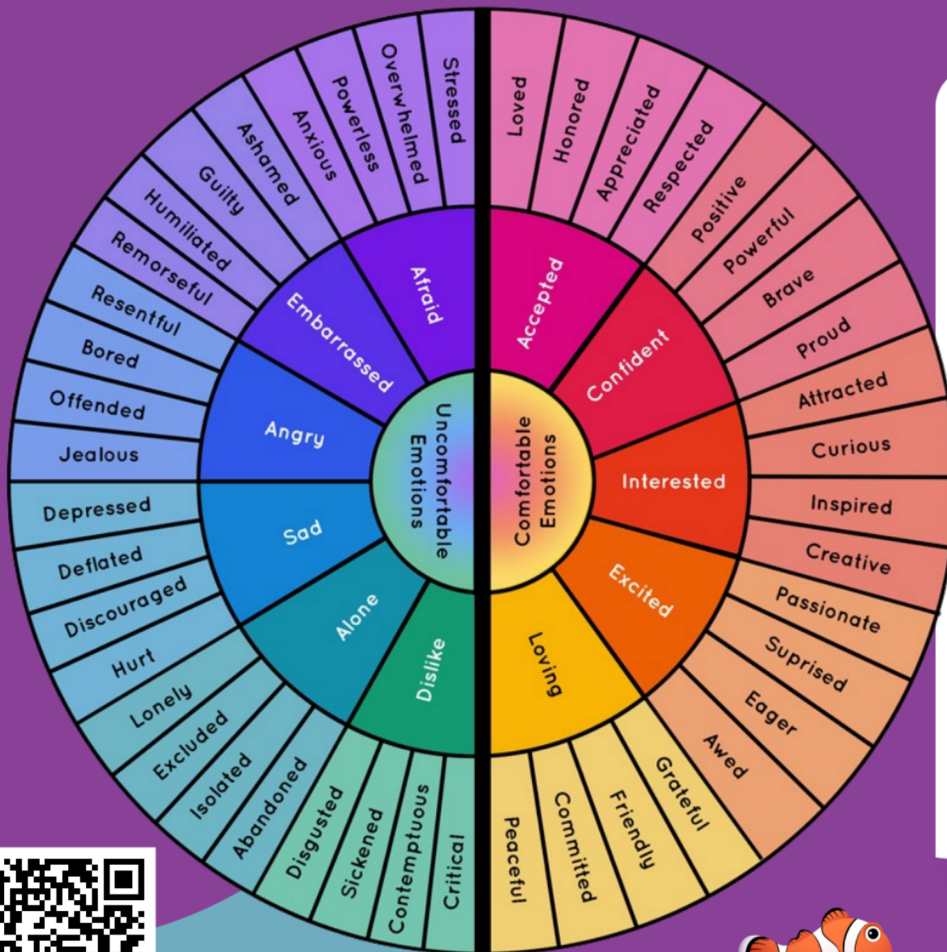 Uncomfortable
Emotions
Comfortable
Emotions
Afraid
Embarrassed
Angry
Sad
Alone
Dislike
Accepted
Confident
Interested
Excited
Loving
Stressed
Overwhelmed
Powerless
Anxious
Ashamed
Guilty
Humiliated
Remorseful
Resentful
Bored
Offended
Jealous
Depressed
Deflated
Discouraged
Hurt
Lonely
Excluded
Isolated
Abandoned
Disgusted
Sickened
Contemptuous
Critical
Loved
Honored
Appreciated
Respected
Positive
Powerful
Brave
Proud
Attracted
Curious
Inspired
Creative
Passionate
Suprised
Eager
Awed
Grateful
Friendly
Committed
Peaceful